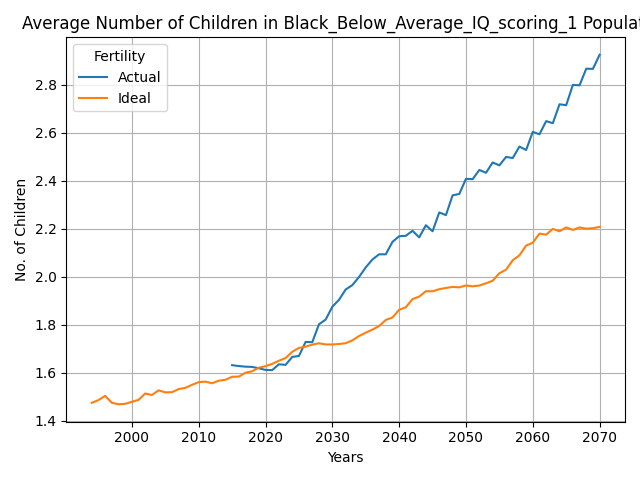 Average Number of Children in Black_Below_Average_IQ_scoring_1 Populat
Fertility
Actual
Ideal
No. of Children
2.8
2.6
2.4
2.2
2.0
1.8
1.6
1.4
2000 2010 2020 2030 2040 2050 2060 2070
Years